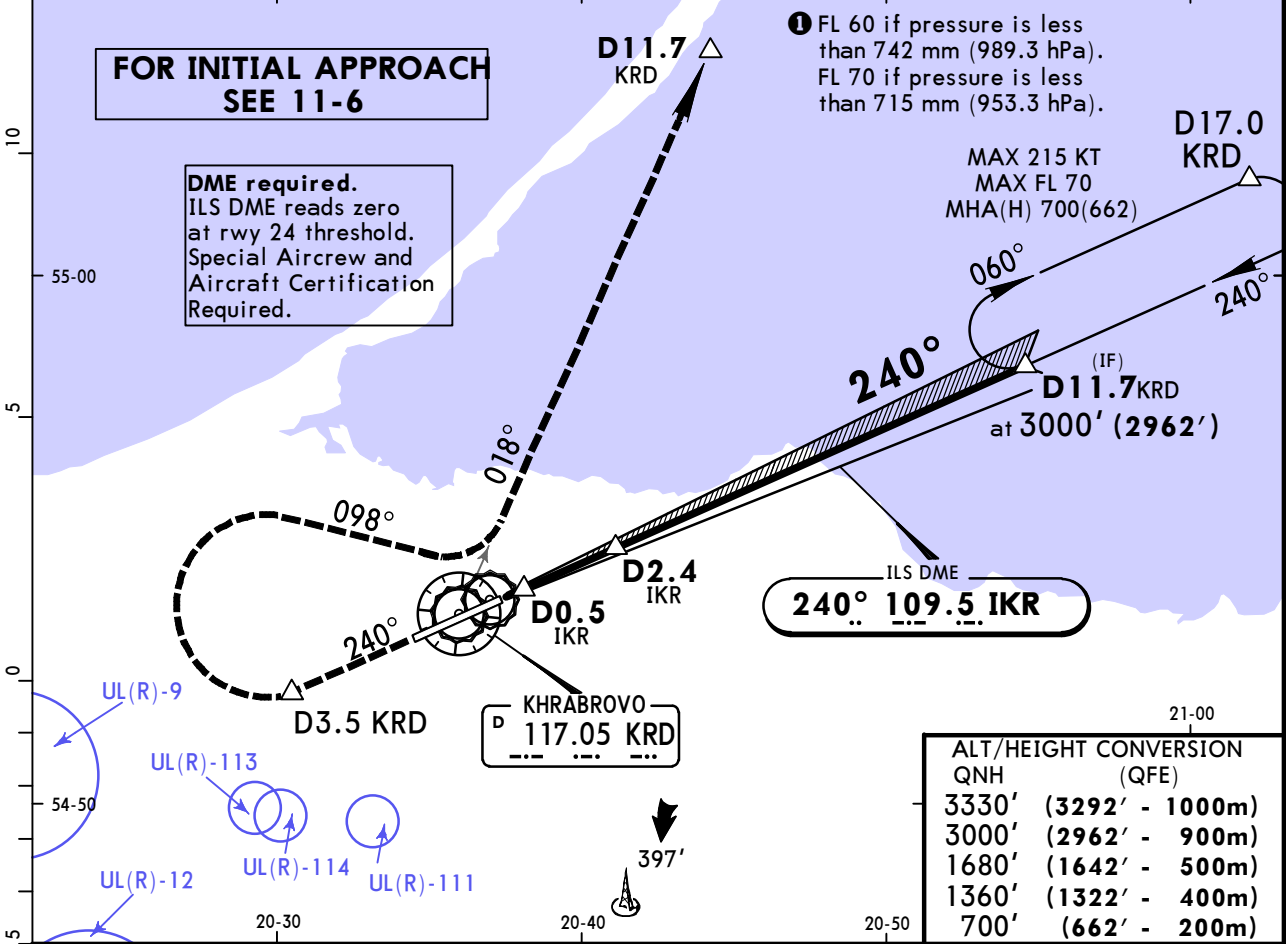 FOR INITIAL APPROACH
SEE 11-6
D11.7
KRD
❶ FL 60 if pressure is less
than 742 mm (989.3 hPa).
FL 70 if pressure is less
than 715 mm (953.3 hPa).
D17.0
KRD
MAX 215 KT
MAX FL 70
MHA(H) 700(662)
10
DME required.
ILS DME reads zero
at rwy 24 threshold.
Special Aircrew and
Aircraft Certification
Required.
55-00
060°
240°
240°
(IF)
D11.7KRD
at 3000' (2962')
5
018°
098°
D2.4
IKR
ILS DME
240° 109.5 IKR
D0.5
IKR
240°
0
UL(R)-9
D3.5 KRD
KHRABROVO
D 117.05 KRD
21-00
UL(R)-113
54-50
UL(R)-114
UL(R)-111
397'
UL(R)-12
5
20-30
20-40
20-50
ALT/HEIGHT CONVERSION
QNH (QFE)
3330' (3292' - 1000m)
3000' (2962' - 900m)
1680' (1642' - 500m)
1360' (1322' - 400m)
700' (662' - 200m)